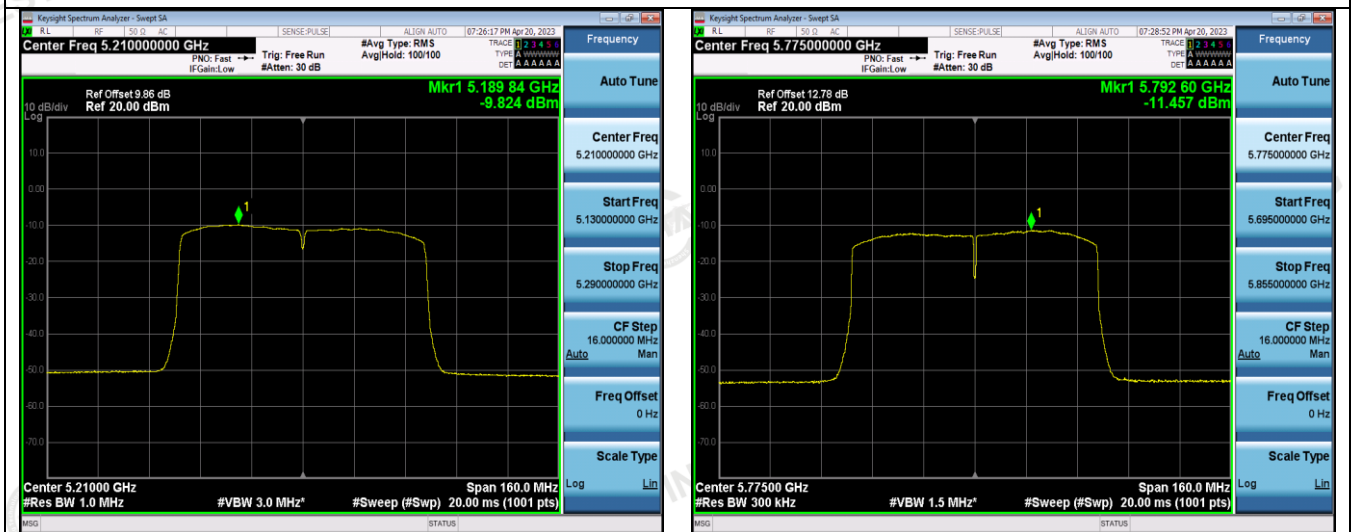 Keysight Spectrum Analyzer - Swept SA
RL RF 50 Ω AC SENSE:PULSE ALIGN AUTO 07:26:17 PM Apr 20, 2023
Center Freq 5.210000000 GHz
PNO: Fast
IFGain:Low
Trig: Free Run
#Atten: 30 dB
#Avg Type: RMS
Avg|Hold: 100/100
TRACE 1 2 3 4 5 6
TYPE A WWWWW
DET A A A A A A
Ref Offset 9.86 dB
10 dB/div Ref 20.00 dBm
Log
Mkr1 5.189 84 GHz
-9.824 dBm
10.0
0.00
1
-10.0
-20.0
-30.0
-40.0
-50.0
-60.0
-70.0
Center 5.21000 GHz Span 160.0 MHz
#Res BW 1.0 MHz #VBW 3.0 MHz* #Sweep (#Swp) 20.00 ms (1001 pts)
MSG STATUS
Frequency
Auto Tune
Center Freq
5.210000000 GHz
Start Freq
5.130000000 GHz
Stop Freq
5.290000000 GHz
CF Step
16.000000 MHz
Auto Man
Freq Offset
0 Hz
Scale Type
Log Lin
Keysight Spectrum Analyzer - Swept SA
RL RF 50 Ω AC SENSE:PULSE ALIGN AUTO 07:28:52 PM Apr 20, 2023
Center Freq 5.775000000 GHz
PNO: Fast
IFGain:Low
Trig: Free Run
#Atten: 30 dB
#Avg Type: RMS
Avg|Hold: 100/100
TRACE 1 2 3 4 5 6
TYPE A WWWWW
DET A A A A A A
Ref Offset 12.78 dB
10 dB/div Ref 20.00 dBm
Log
Mkr1 5.792 60 GHz
-11.457 dBm
10.0
0.00
1
-10.0
-20.0
-30.0
-40.0
-50.0
-60.0
-70.0
Center 5.77500 GHz Span 160.0 MHz
#Res BW 300 kHz #VBW 1.5 MHz* #Sweep (#Swp) 20.00 ms (1001 pts)
MSG STATUS
Frequency
Auto Tune
Center Freq
5.775000000 GHz
Start Freq
5.695000000 GHz
Stop Freq
5.855000000 GHz
CF Step
16.000000 MHz
Auto Man
Freq Offset
0 Hz
Scale Type
Log Lin